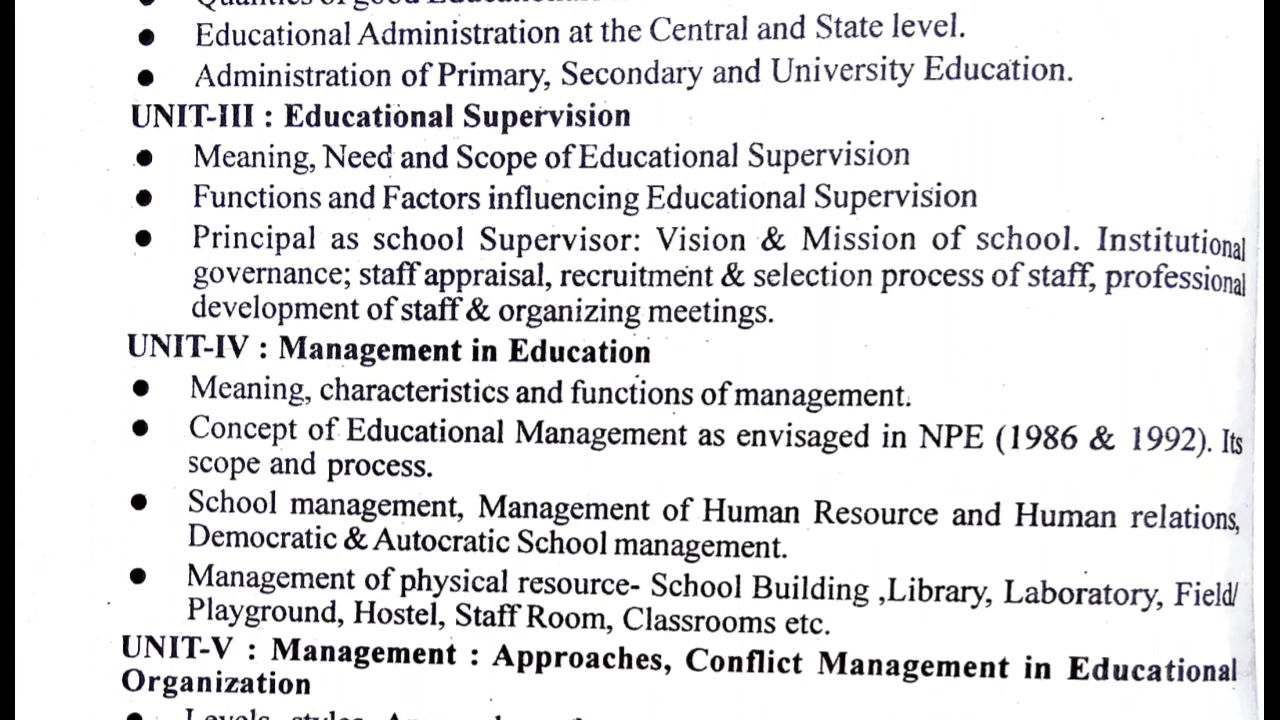 ● Educational Administration at the Central and State level.
● Administration of Primary, Secondary and University Education.
UNIT-III : Educational Supervision
● Meaning, Need and Scope of Educational Supervision
● Functions and Factors influencing Educational Supervision
● Principal as school Supervisor: Vision & Mission of school. Institutional
governance; staff appraisal, recruitment & selection process of staff, professional
development of staff & organizing meetings.
UNIT-IV : Management in Education
● Meaning, characteristics and functions of management.
● Concept of Educational Management as envisaged in NPE (1986 & 1992). Its
scope and process.
● School management, Management of Human Resource and Human relations,
Democratic & Autocratic School management.
● Management of physical resource- School Building ,Library, Laboratory, Field/
Playground, Hostel, Staff Room, Classrooms etc.
UNIT-V : Management : Approaches, Conflict Management in Educational
Organization